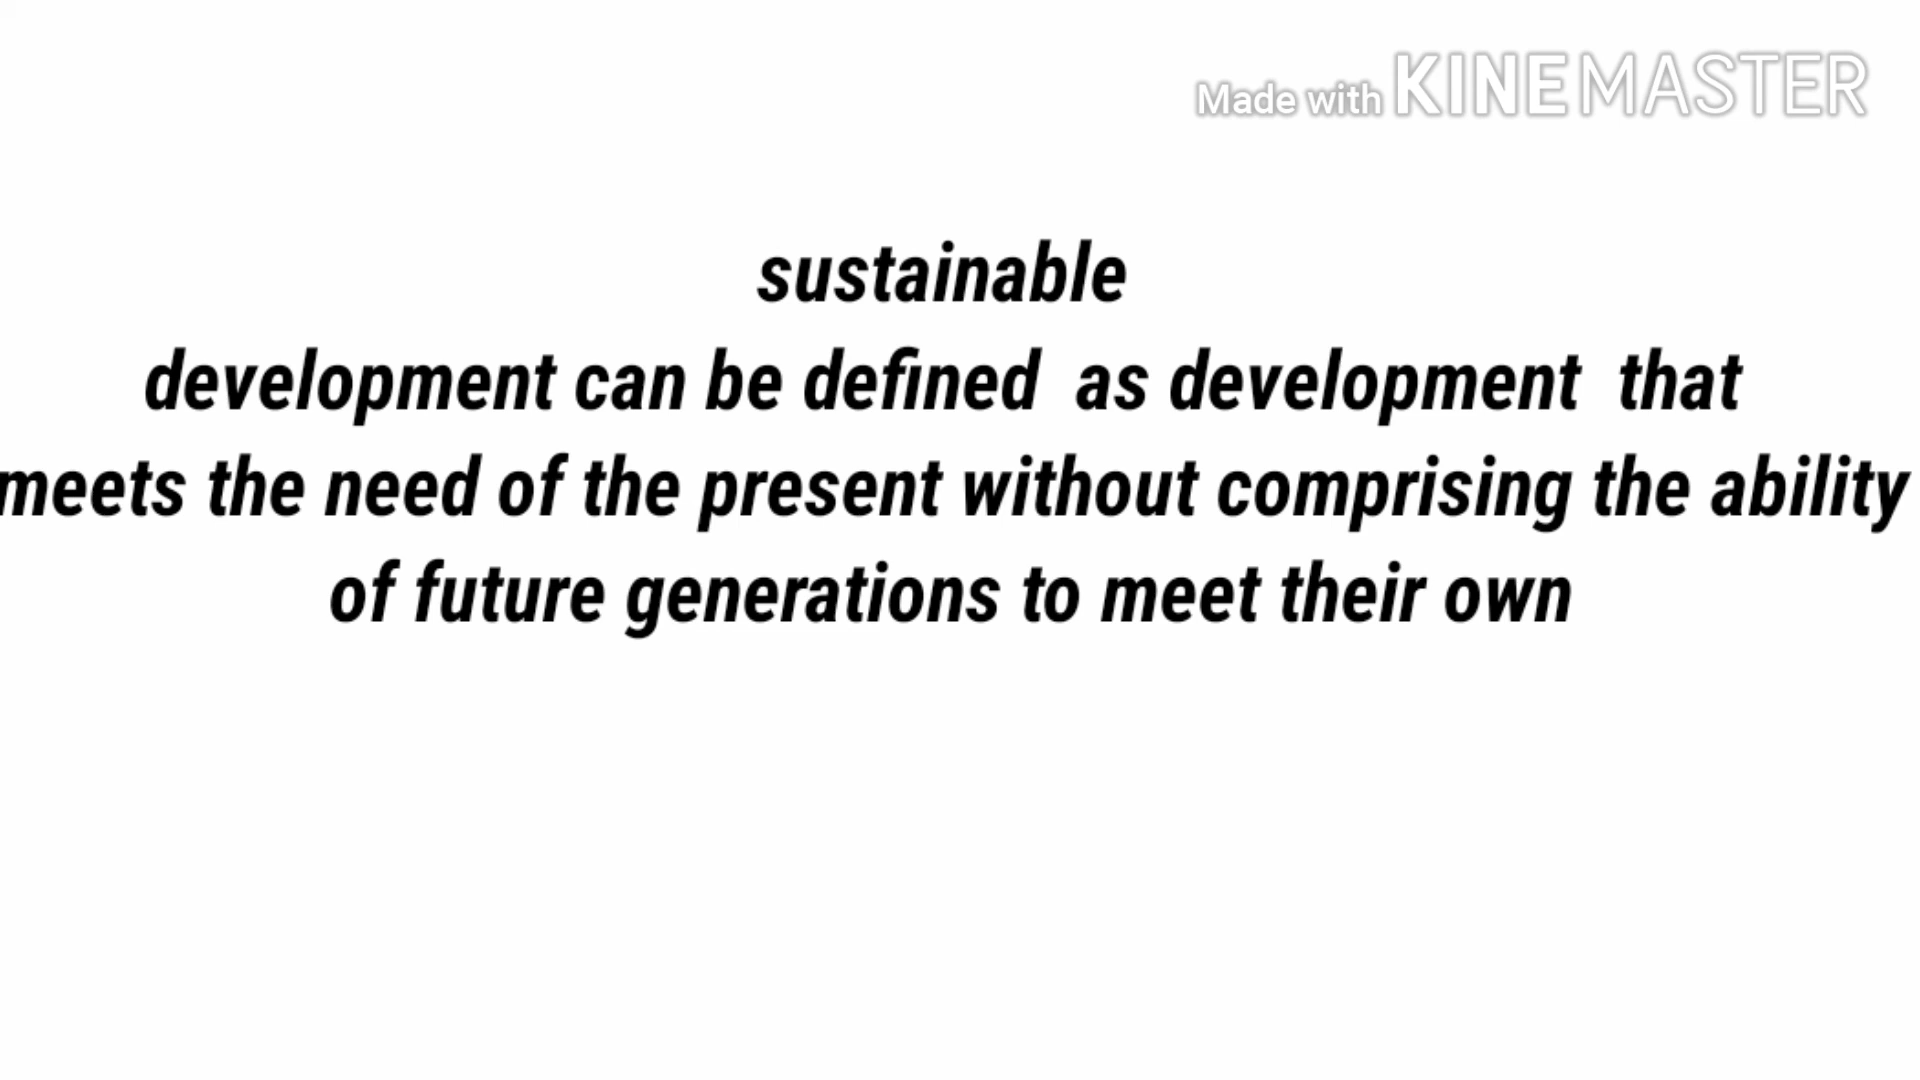 Made with KINEMASTER
sustainable
development can be defined as development that
meets the need of the present without comprising the ability
of future generations to meet their own